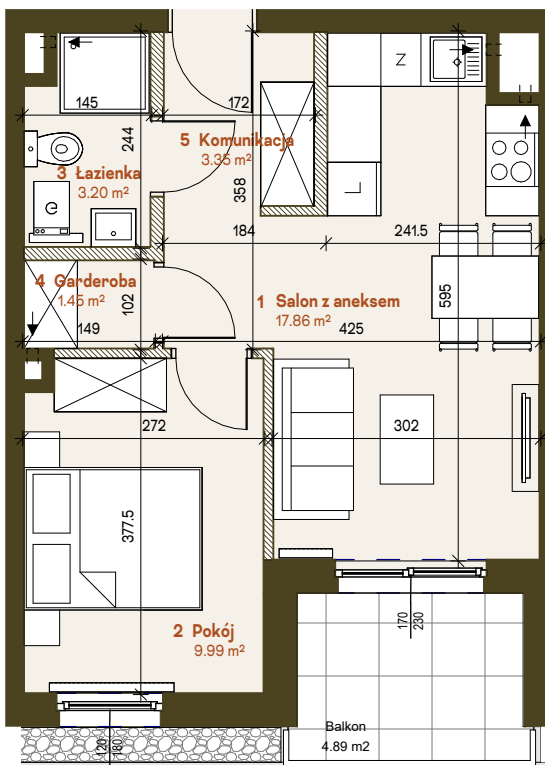 Z
145
172
244
5 Komunikacja
3.35 m²
3 Łazienka
3.20 m²
358
184
241.5
4 Garderoba
1.45 m²
102
149
1 Salon z aneksem
17.86 m²
595
425
272
302
377.5
2 Pokój
9.99 m²
170
230
120
180
Balkon
4.89 m2